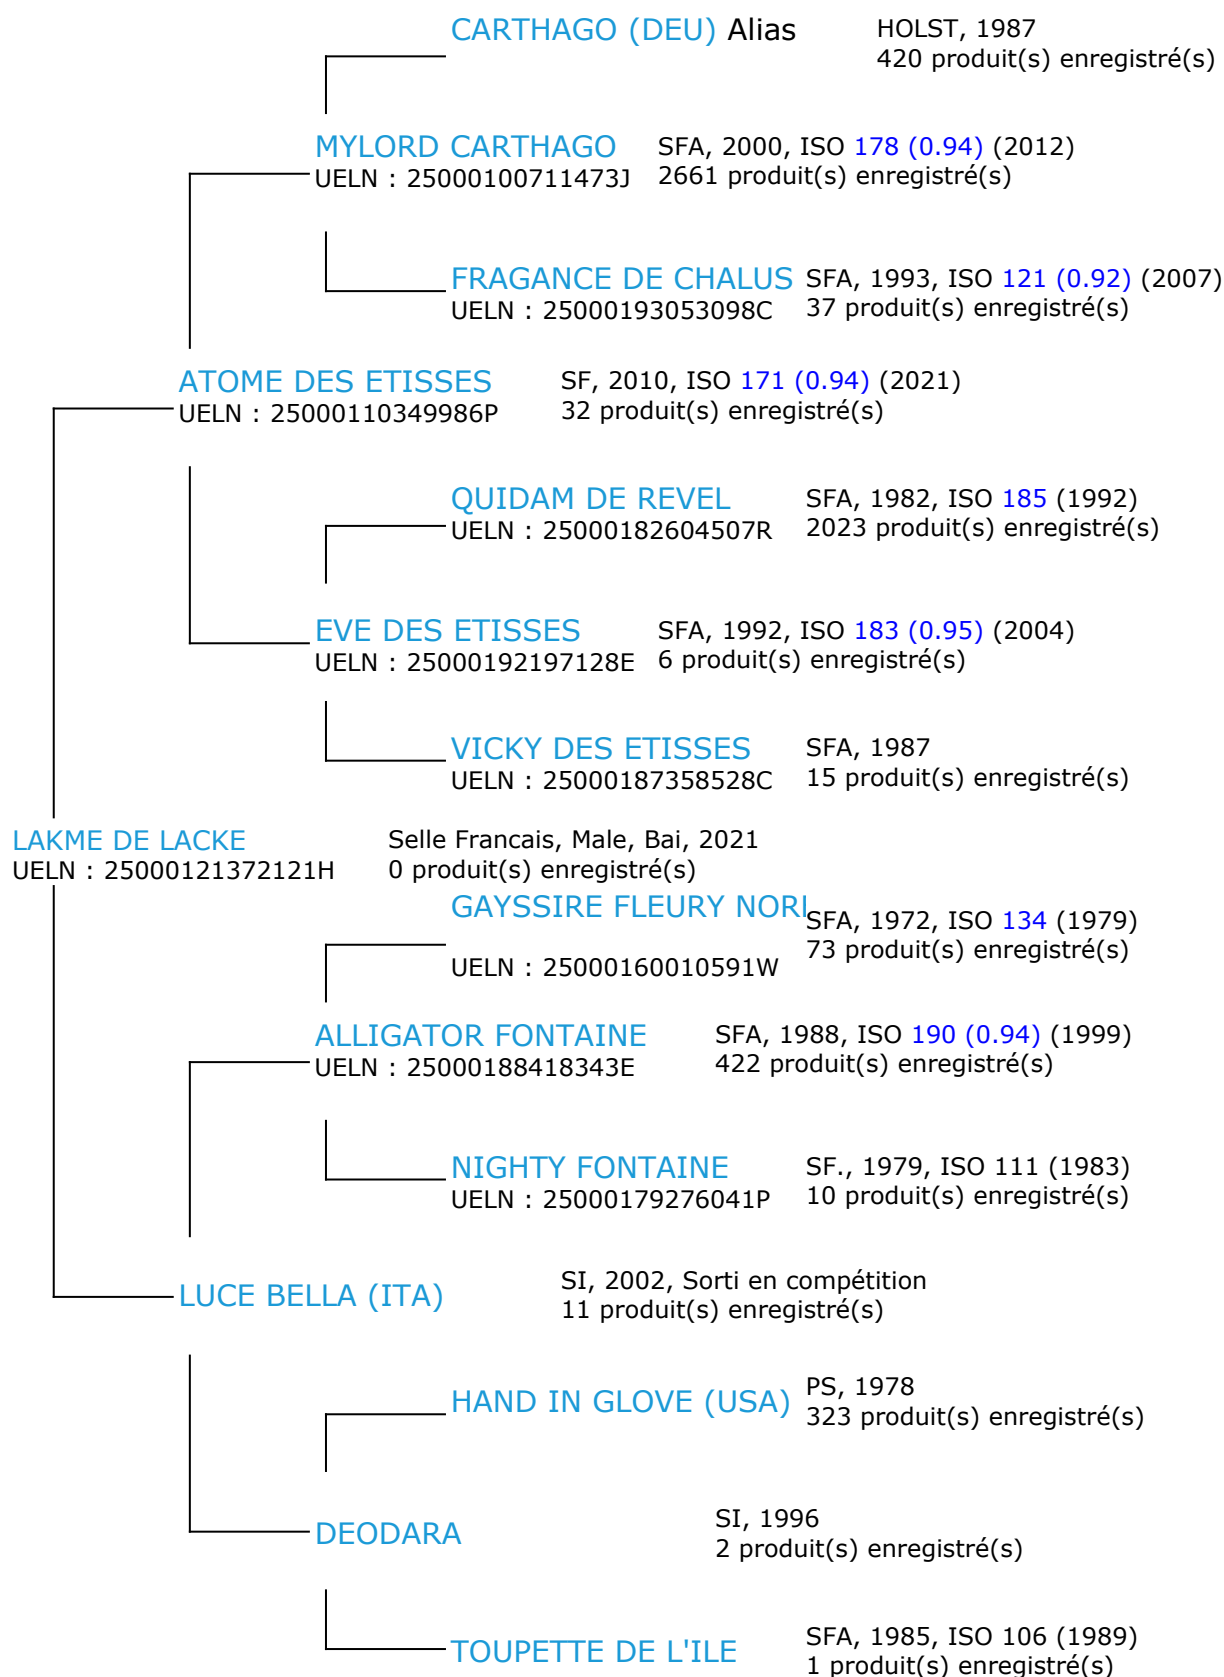 CARTHAGO (DEU) Alias
HOLST, 1987
420 produit(s) enregistré(s)
MYLORD CARTHAGO
UELN : 250001100711473J
SFA, 2000, ISO 178 (0.94) (2012)
2661 produit(s) enregistré(s)
FRAGANCE DE CHALUS
UELN : 25000193053098C
SFA, 1993, ISO 121 (0.92) (2007)
37 produit(s) enregistré(s)
ATOME DES ETISSES
UELN : 25000110349986P
SF, 2010, ISO 171 (0.94) (2021)
32 produit(s) enregistré(s)
QUIDAM DE REVEL
UELN : 25000182604507R
SFA, 1982, ISO 185 (1992)
2023 produit(s) enregistré(s)
EVE DES ETISSES
UELN : 25000192197128E
SFA, 1992, ISO 183 (0.95) (2004)
6 produit(s) enregistré(s)
VICKY DES ETISSES
UELN : 25000187358528C
SFA, 1987
15 produit(s) enregistré(s)
LAKME DE LACKE
UELN : 25000121372121H
Selle Francais, Male, Bai, 2021
0 produit(s) enregistré(s)
GAYSSIRE FLEURY NORI
UELN : 25000160010591W
SFA, 1972, ISO 134 (1979)
73 produit(s) enregistré(s)
ALLIGATOR FONTAINE
UELN : 25000188418343E
SFA, 1988, ISO 190 (0.94) (1999)
422 produit(s) enregistré(s)
NIGHTY FONTAINE
UELN : 25000179276041P
SF., 1979, ISO 111 (1983)
10 produit(s) enregistré(s)
LUCE BELLA (ITA)
SI, 2002, Sorti en compétition
11 produit(s) enregistré(s)
HAND IN GLOVE (USA)
PS, 1978
323 produit(s) enregistré(s)
DEODARA
SI, 1996
2 produit(s) enregistré(s)
TOUPETTE DE L'ILE
SFA, 1985, ISO 106 (1989)
1 produit(s) enregistré(s)